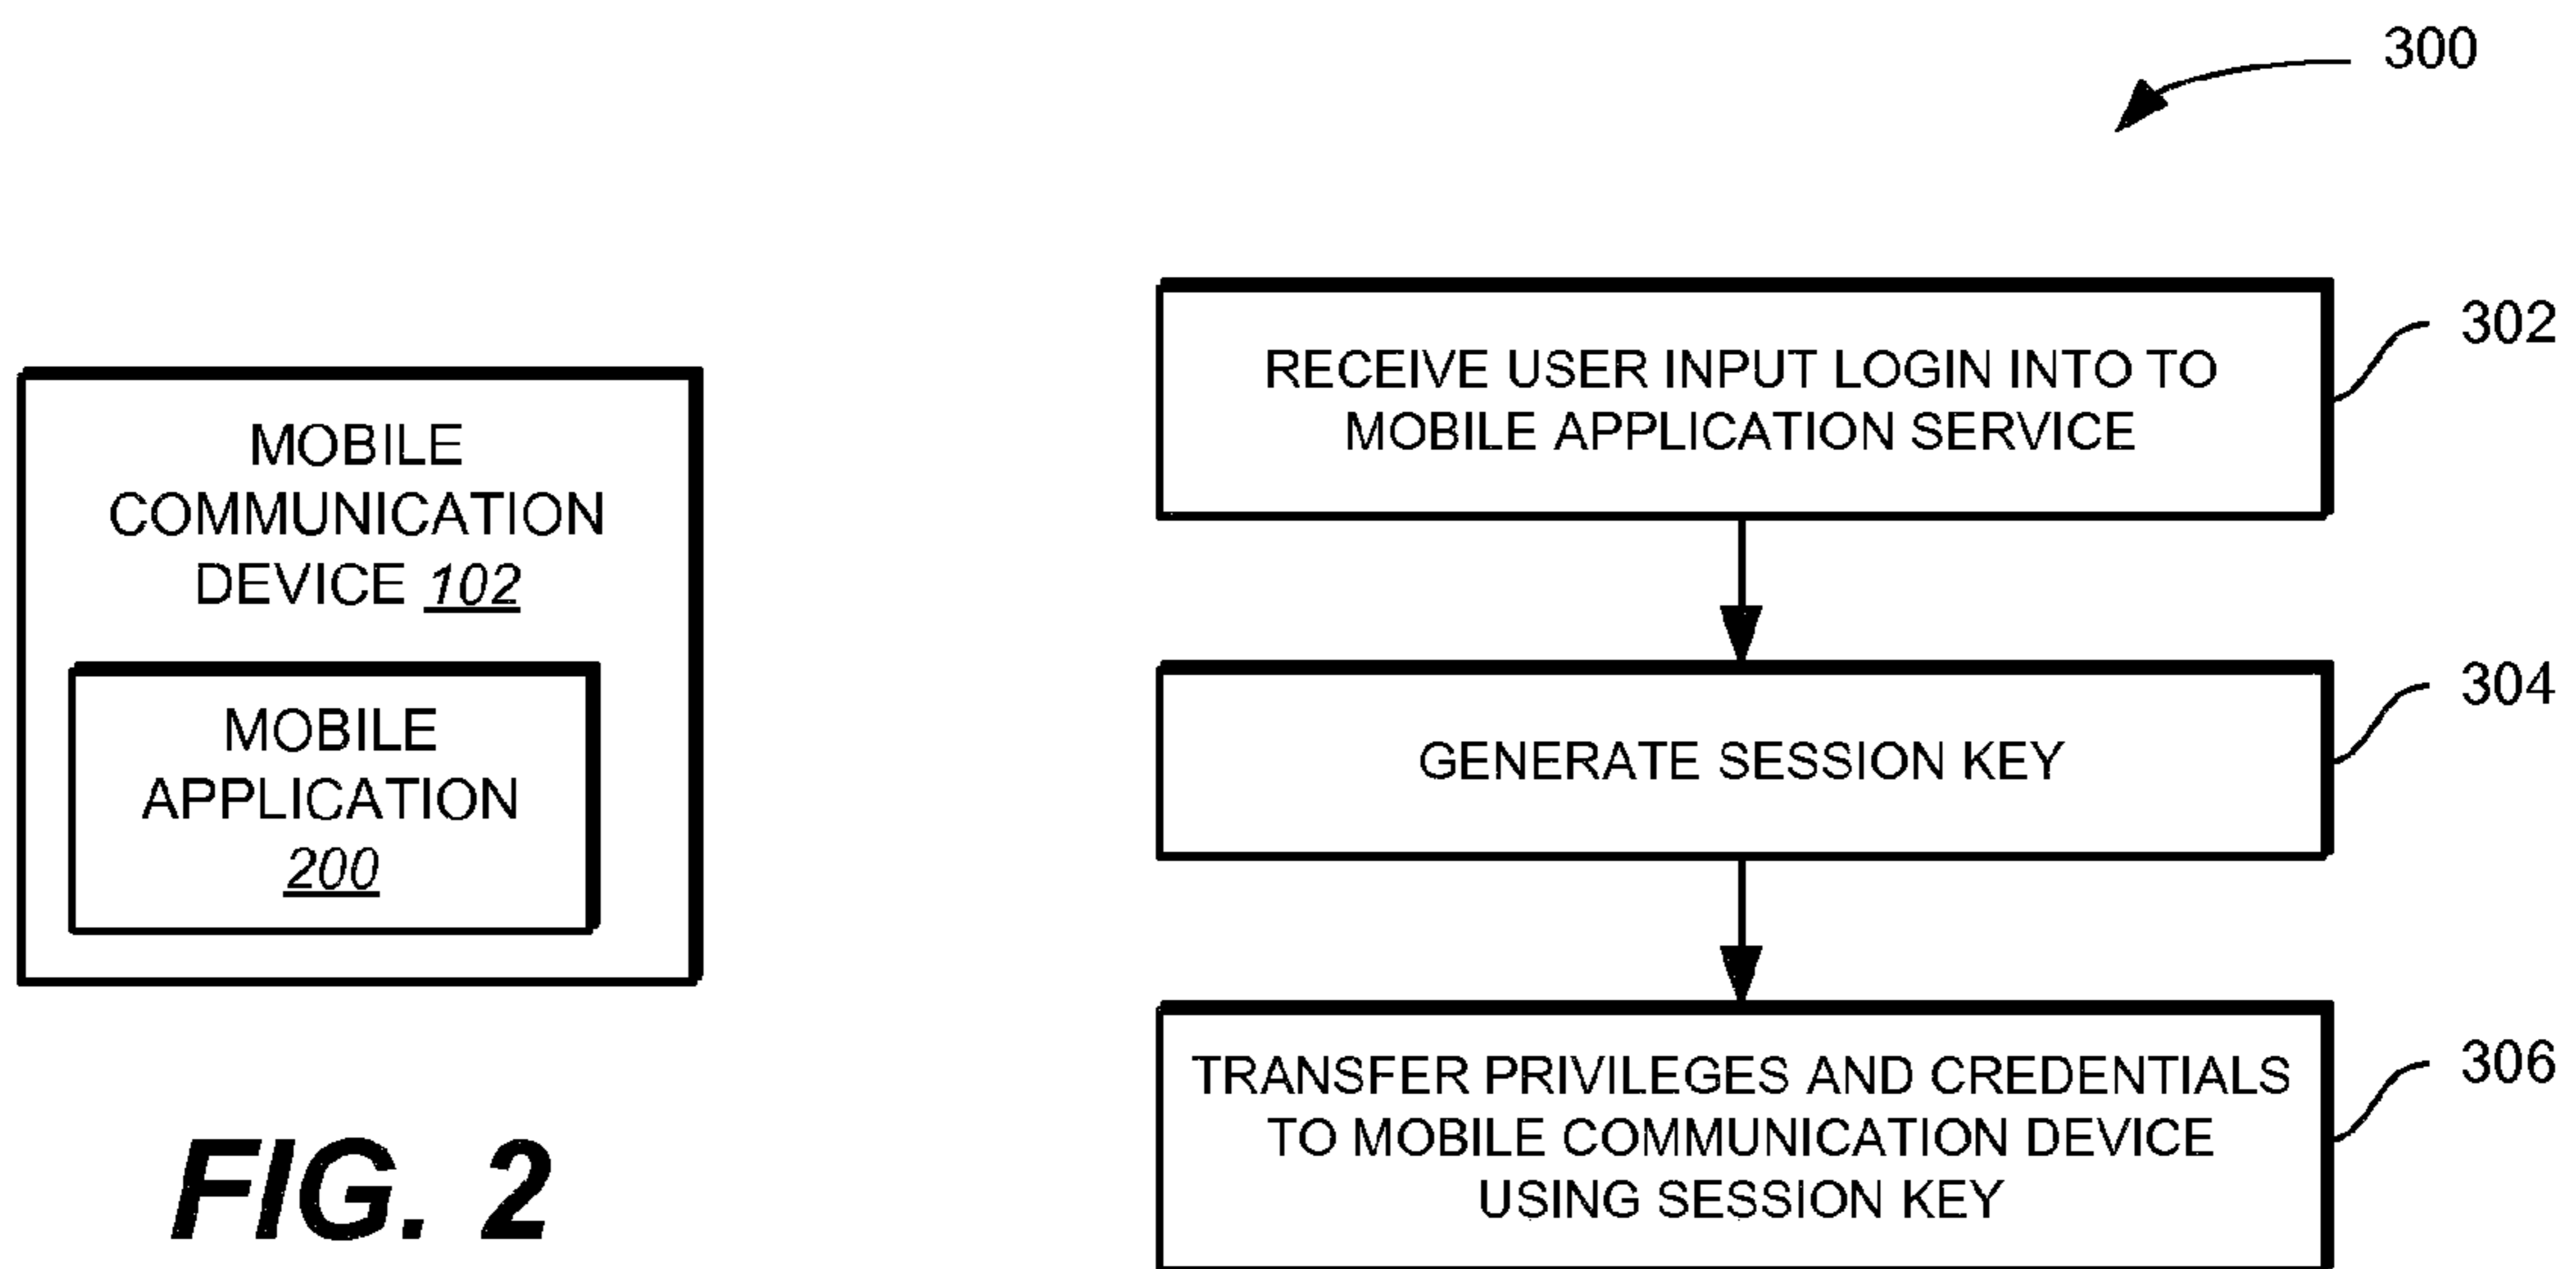 MOBILE
COMMUNICATION
DEVICE 102
MOBILE
APPLICATION
200
FIG. 2
300
RECEIVE USER INPUT LOGIN INTO TO
MOBILE APPLICATION SERVICE
302
GENERATE SESSION KEY
304
TRANSFER PRIVILEGES AND CREDENTIALS
TO MOBILE COMMUNICATION DEVICE
USING SESSION KEY
306